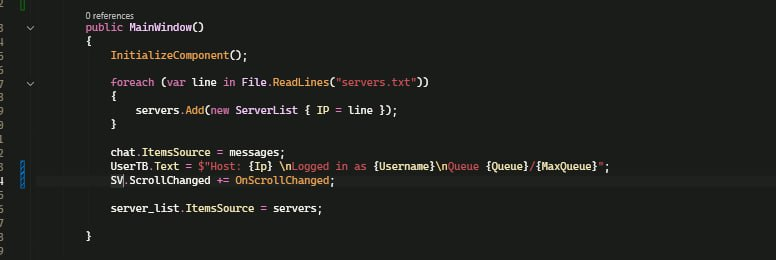 0 references
public MainWindow()
{
InitializeComponent();
foreach (var line in File.ReadLines("servers.txt"))
{
servers.Add(new ServerList { IP = line });
}
chat.ItemsSource = messages;
UserTB.Text = $"Host: {Ip} \nLogged in as {Username}\nQueue {Queue}/{MaxQueue}";
SV.ScrollChanged += OnScrollChanged;
server_list.ItemsSource = servers;
}